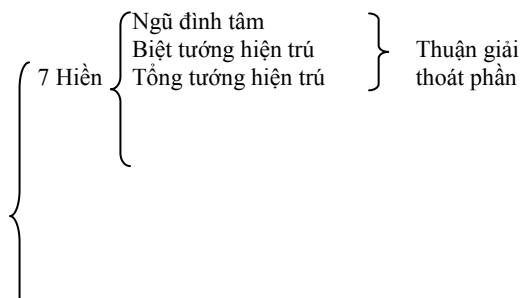 Ngũ đình tâm
Biệt tướng hiện trú
Tổng tướng hiện trú
7 Hiền
Thuận giải
thoát phần